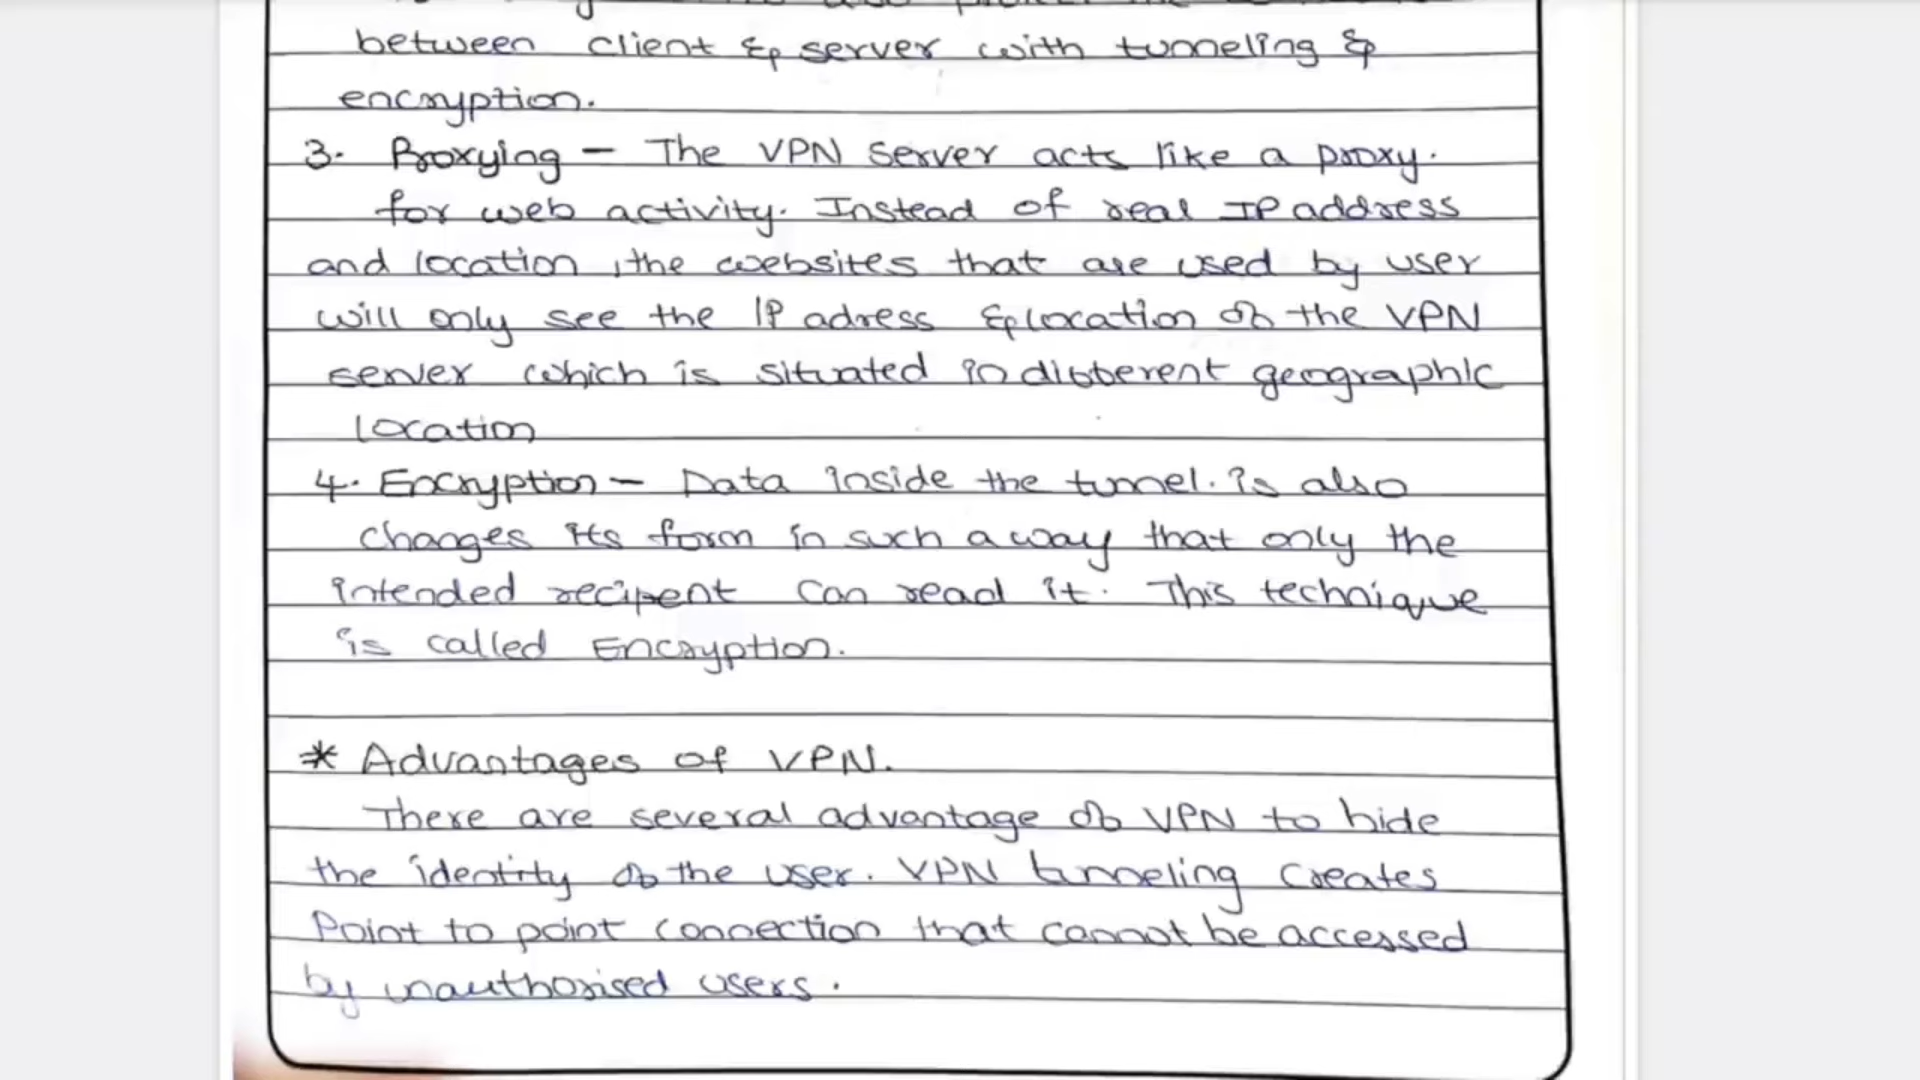 between client & server with tunneling &
encryption.
3. Proxying - The VPN server acts like a proxy.
for web activity. Instead of real IP address
and location, the websites that are used by user
will only see the IP adress & location of the VPN
server which is situated in different geographic
location
4. Encryption - Data inside the tunnel. is also
changes its form in such a way that only the
intended recipent can read it. This technique
is called Encryption.
* Advantages of VPN.
There are several advantage of VPN to hide
the identity of the user. VPN tunneling creates
Point to point connection that cannot be accessed
by unauthorised users.